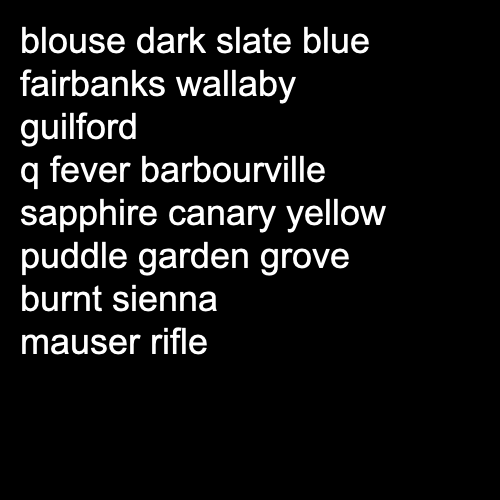 blouse dark slate blue
fairbanks wallaby
guilford
q fever barbourville
sapphire canary yellow
puddle garden grove
burnt sienna
mauser rifle